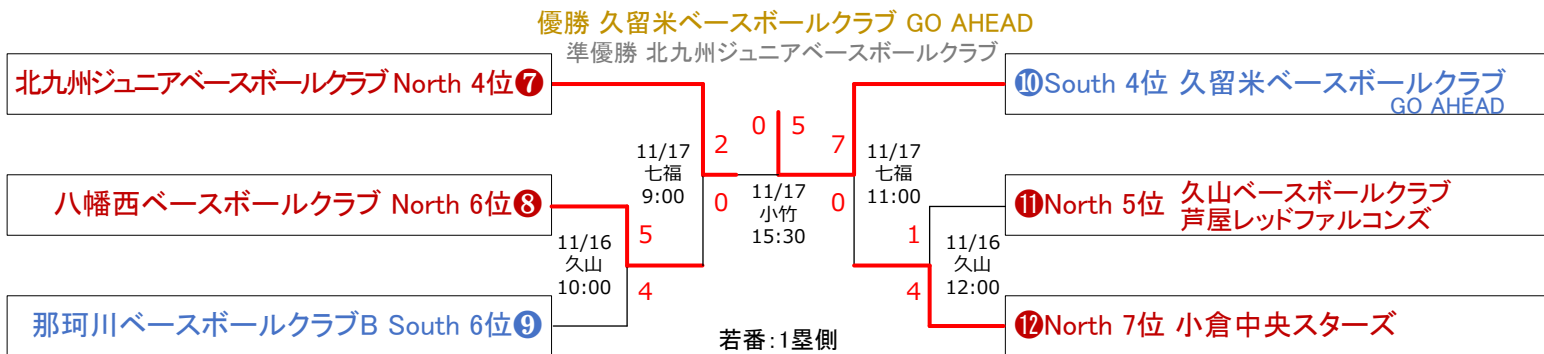 優勝 久留米ベースボールクラブ GO AHEAD
準優勝 北九州ジュニアベースボールクラブ
北九州ジュニアベースボールクラブ North 4位❼
❿South 4位 久留米ベースボールクラブ
GO AHEAD
0 5
2
7
11/17
七福
9:00
11/17
七福
11:00
八幡西ベースボールクラブ North 6位❽
0
11/17
小竹
15:30
0
⓫North 5位 久山ベースボールクラブ
芦屋レッドファルコンズ
11/16
久山
10:00
5
4
1
4
11/16
久山
12:00
那珂川ベースボールクラブB South 6位❾
若番:1塁側
⓬North 7位 小倉中央スターズ